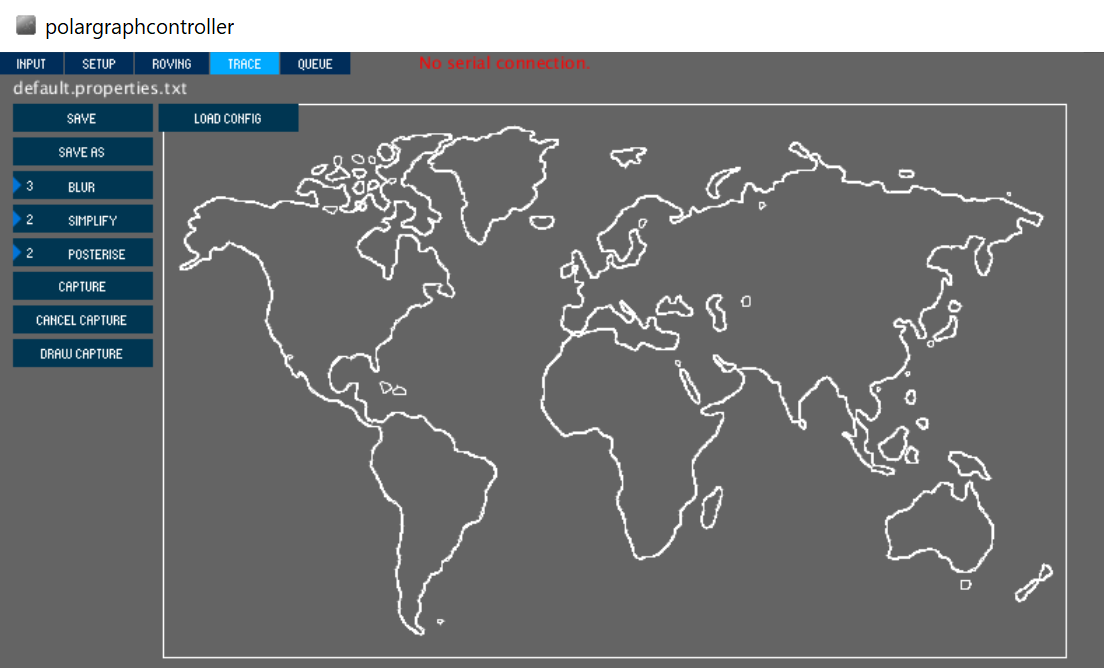 polargraphcontroller
INPUT SETUP ROVING TRACE QUEUE No serial connection.
default.properties.txt
SAVE LOAD CONFIG
SAVE AS
3 BLUR
2 SIMPLIFY
2 POSTERISE
CAPTURE
CANCEL CAPTURE
DRAW CAPTURE